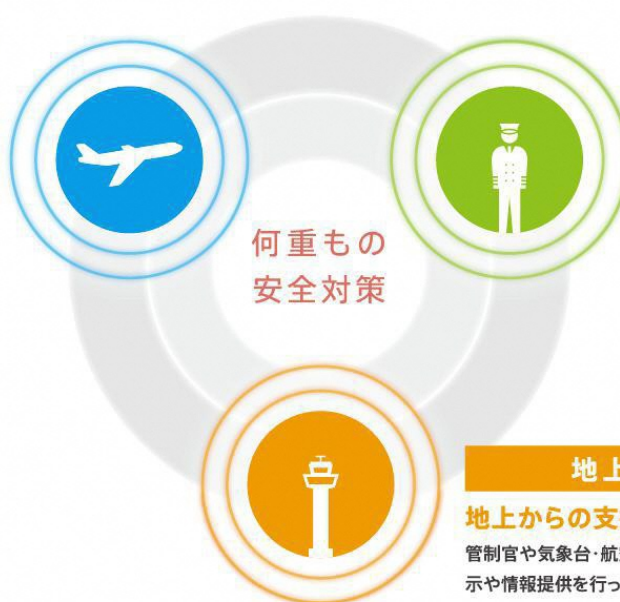 何重もの
安全対策
地上
地上からの支
管制官や気象台・航
示や情報提供を行っ